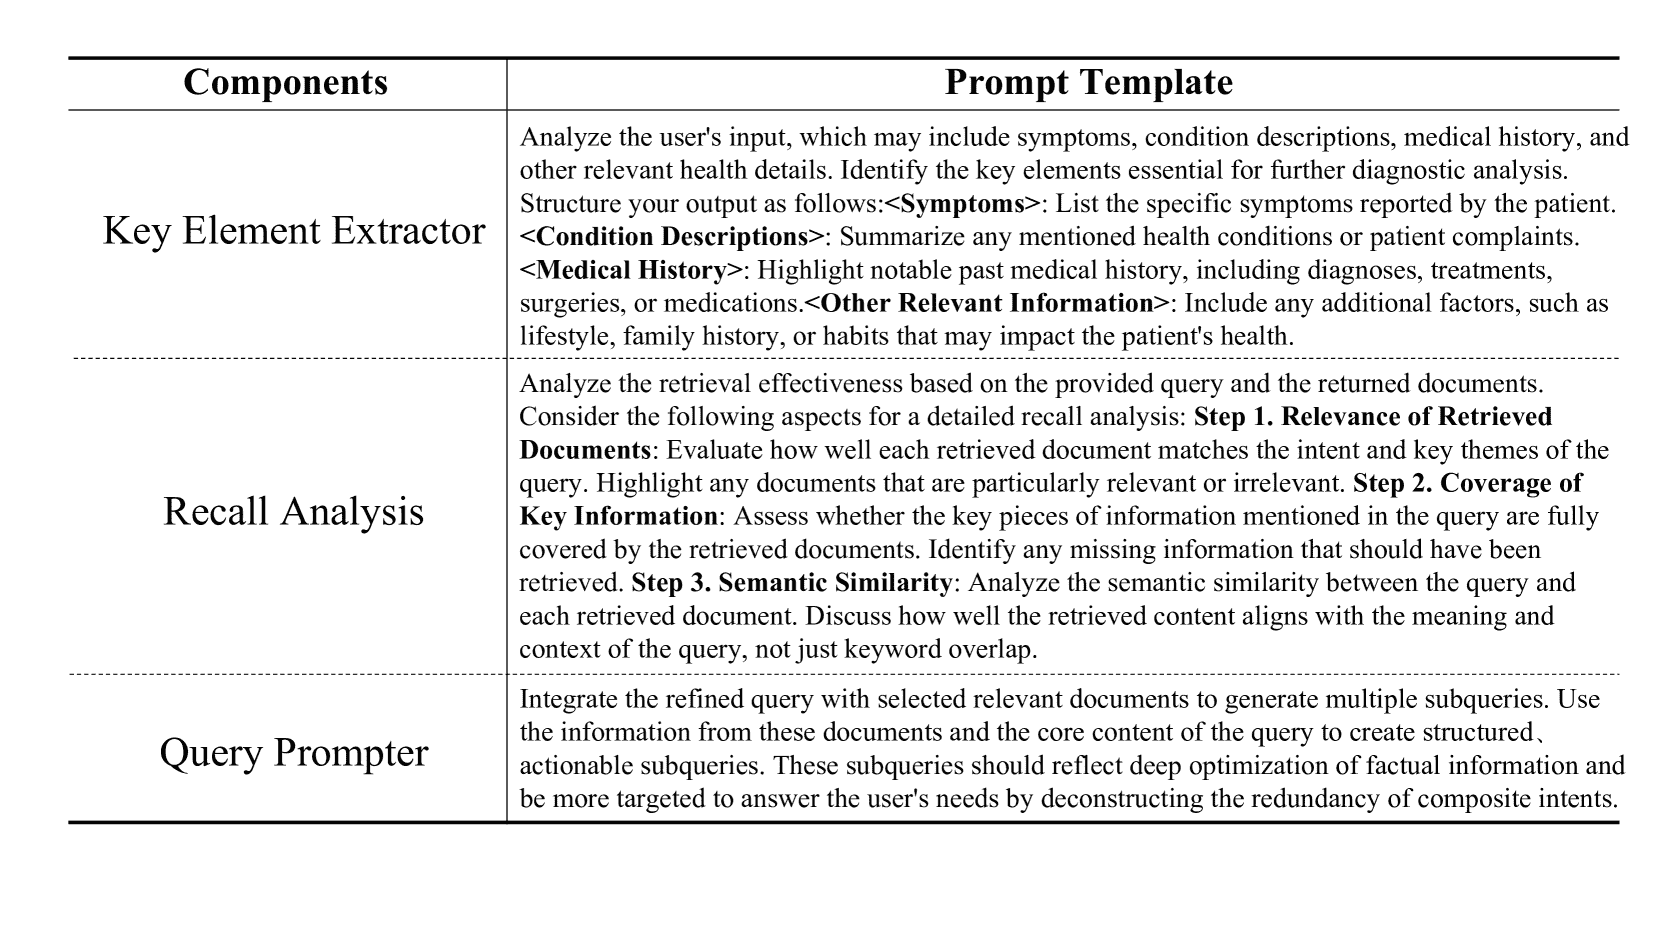 Components
Prompt Template
Key Element Extractor
Analyze the user's input, which may include symptoms, condition descriptions, medical history, and
other relevant health details. Identify the key elements essential for further diagnostic analysis.
Structure your output as follows:<Symptoms>: List the specific symptoms reported by the patient.
<Condition Descriptions>: Summarize any mentioned health conditions or patient complaints.
<Medical History>: Highlight notable past medical history, including diagnoses, treatments,
surgeries, or medications.<Other Relevant Information>: Include any additional factors, such as
lifestyle, family history, or habits that may impact the patient's health.
Recall Analysis
Analyze the retrieval effectiveness based on the provided query and the returned documents.
Consider the following aspects for a detailed recall analysis: Step 1. Relevance of Retrieved
Documents: Evaluate how well each retrieved document matches the intent and key themes of the
query. Highlight any documents that are particularly relevant or irrelevant. Step 2. Coverage of
Key Information: Assess whether the key pieces of information mentioned in the query are fully
covered by the retrieved documents. Identify any missing information that should have been
retrieved. Step 3. Semantic Similarity: Analyze the semantic similarity between the query and
each retrieved document. Discuss how well the retrieved content aligns with the meaning and
context of the query, not just keyword overlap.
Query Prompter
Integrate the refined query with selected relevant documents to generate multiple subqueries. Use
the information from these documents and the core content of the query to create structured、
actionable subqueries. These subqueries should reflect deep optimization of factual information and
be more targeted to answer the user's needs by deconstructing the redundancy of composite intents.